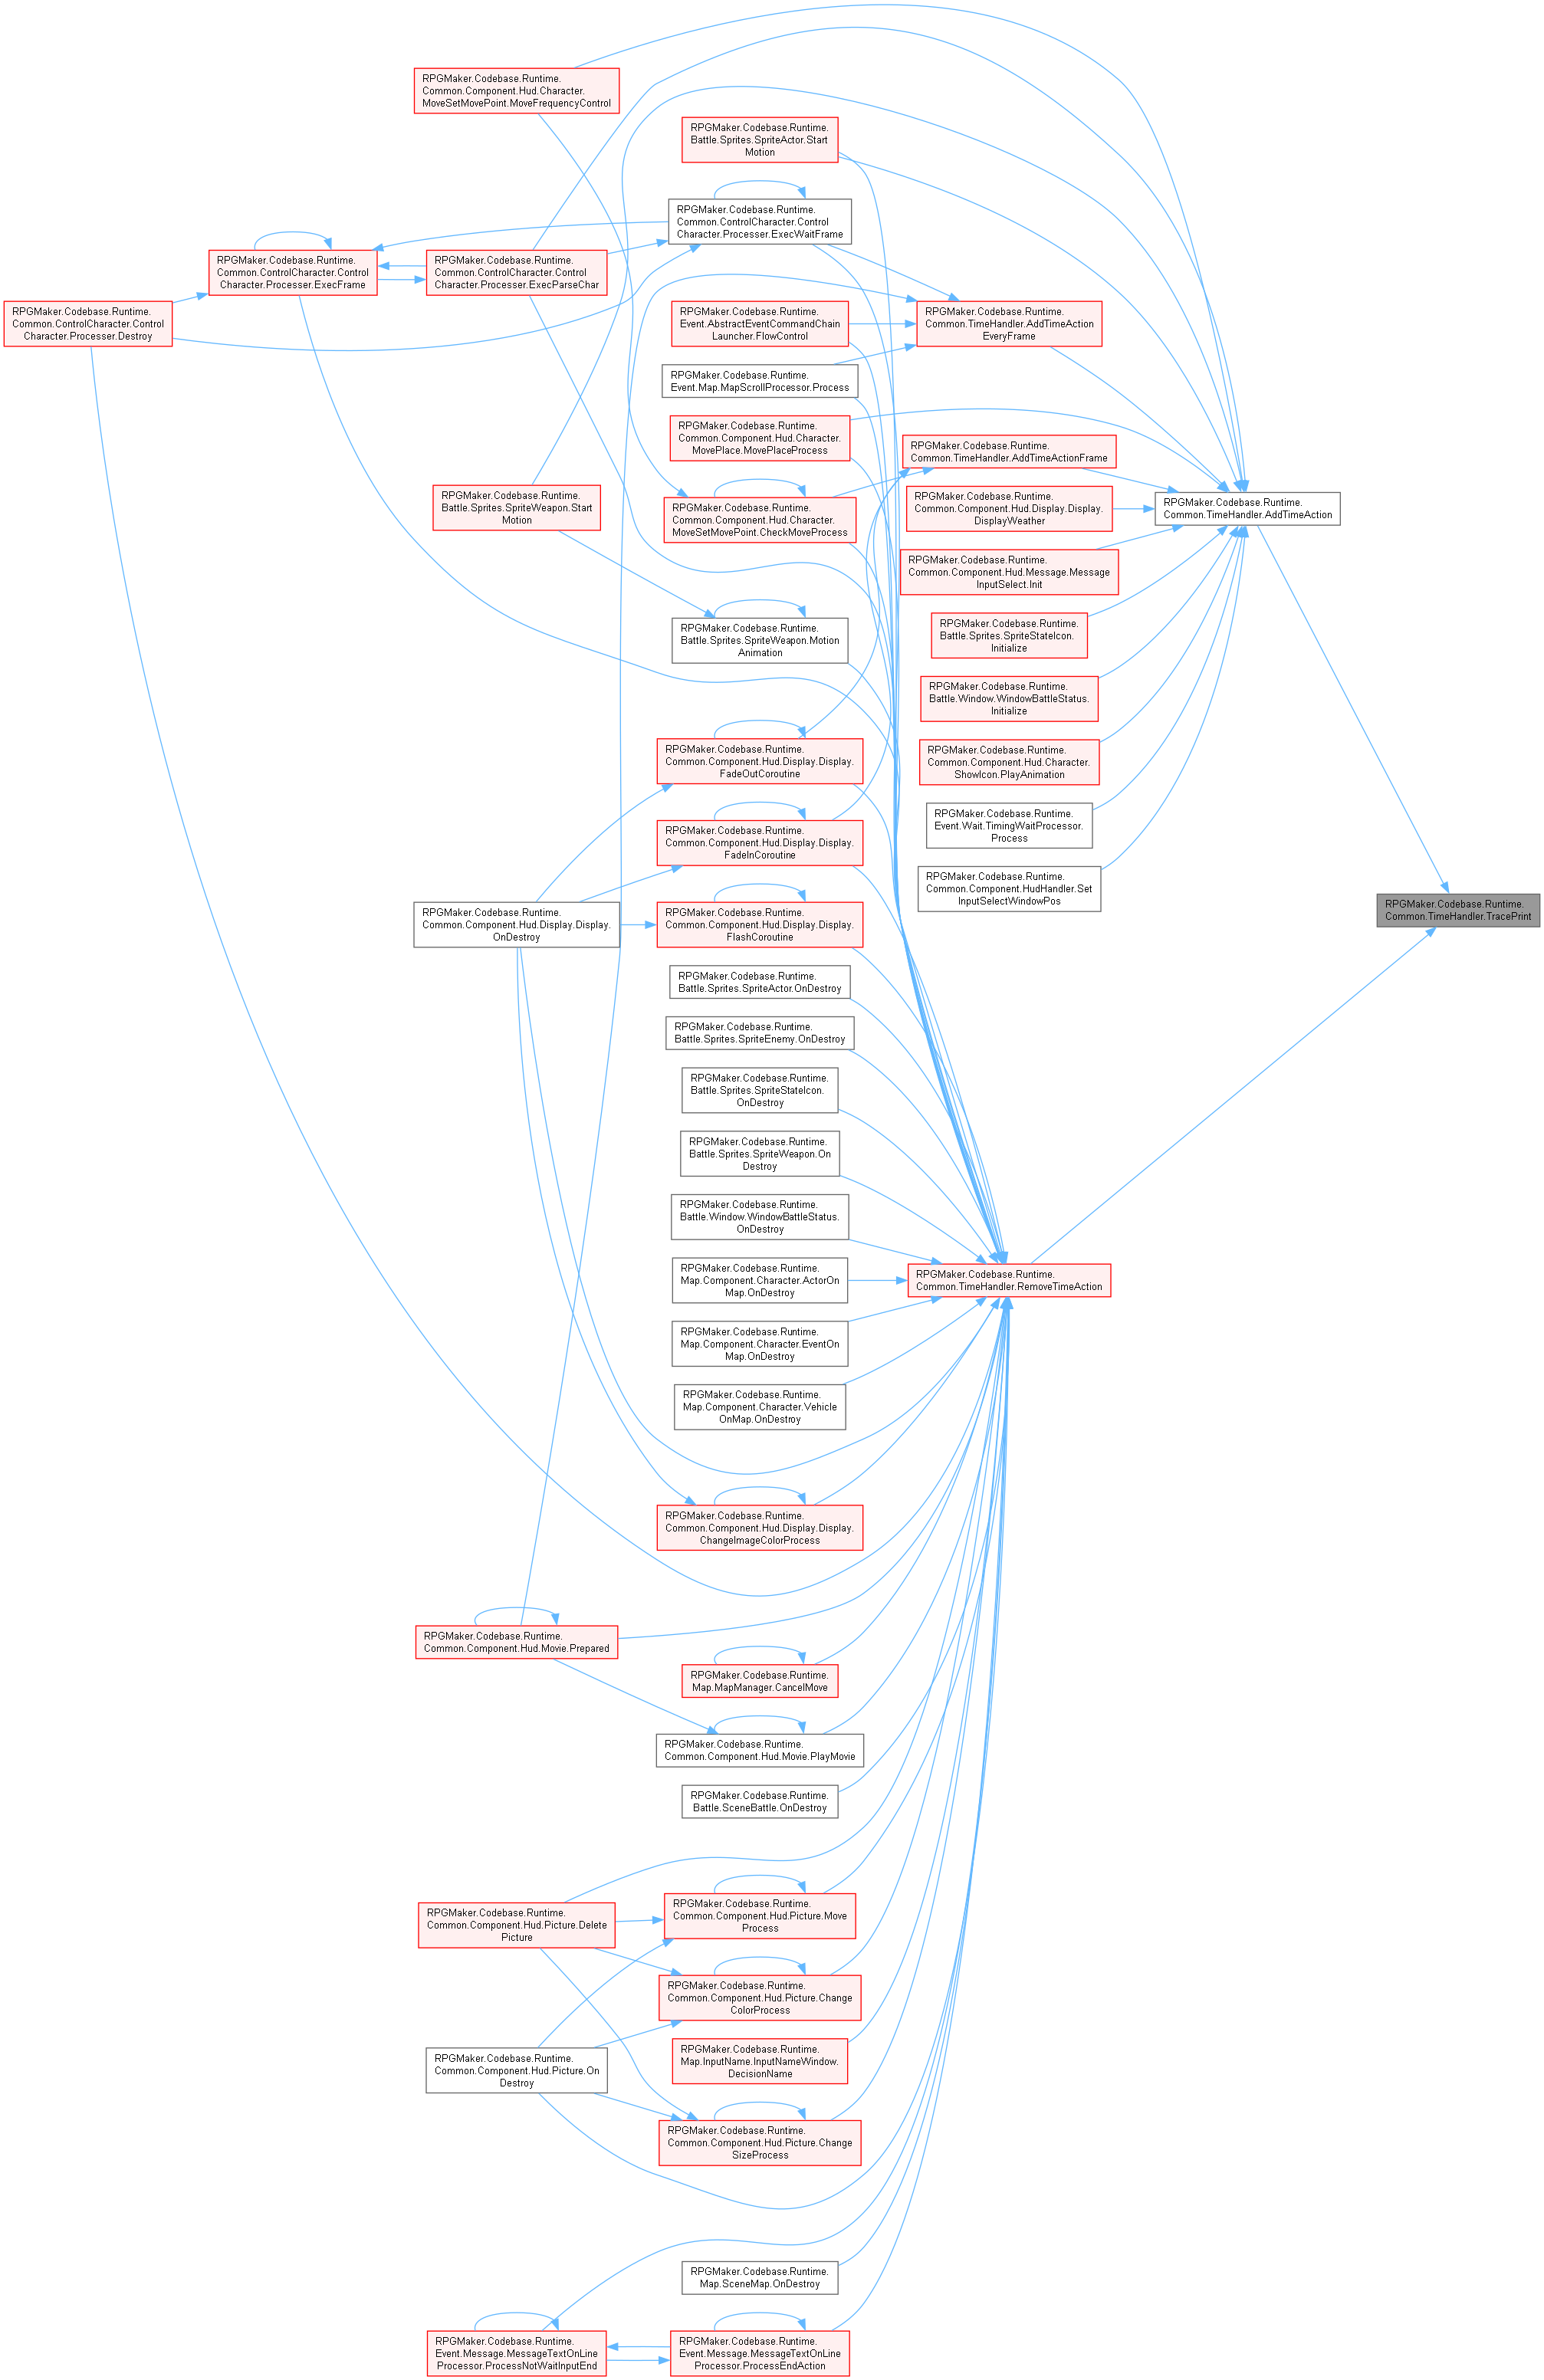 RPGMaker.Codebase.Runtime.
Common.Component.Hud.Character.
MoveSetMovePoint.MoveFrequencyControl
RPGMaker.Codebase.Runtime.
Battle.Sprites.SpriteActor.Start
Motion
RPGMaker.Codebase.Runtime.
Common.ControlCharacter.Control
Character.Processer.ExecWaitFrame
RPGMaker.Codebase.Runtime.
Common.ControlCharacter.Control
Character.Processer.ExecFrame
RPGMaker.Codebase.Runtime.
Common.ControlCharacter.Control
Character.Processer.ExecParseChar
RPGMaker.Codebase.Runtime.
Common.ControlCharacter.Control
Character.Processer.Destroy
RPGMaker.Codebase.Runtime.
Event.AbstractEventCommandChain
Launcher.FlowControl
RPGMaker.Codebase.Runtime.
Common.TimeHandler.AddTimeAction
EveryFrame
RPGMaker.Codebase.Runtime.
Event.Map.MapScrollProcessor.Process
RPGMaker.Codebase.Runtime.
Common.Component.Hud.Character.
MovePlace.MovePlaceProcess
RPGMaker.Codebase.Runtime.
Common.TimeHandler.AddTimeActionFrame
RPGMaker.Codebase.Runtime.
Battle.Sprites.SpriteWeapon.Start
Motion
RPGMaker.Codebase.Runtime.
Common.Component.Hud.Character.
MoveSetMovePoint.CheckMoveProcess
RPGMaker.Codebase.Runtime.
Common.Component.Hud.Display.Display.
DisplayWeather
RPGMaker.Codebase.Runtime.
Common.TimeHandler.AddTimeAction
RPGMaker.Codebase.Runtime.
Common.Component.Hud.Message.Message
InputSelect.Init
RPGMaker.Codebase.Runtime.
Battle.Sprites.SpriteWeapon.Motion
Animation
RPGMaker.Codebase.Runtime.
Battle.Sprites.SpriteStateIcon.
Initialize
RPGMaker.Codebase.Runtime.
Battle.Window.WindowBattleStatus.
Initialize
RPGMaker.Codebase.Runtime.
Common.Component.Hud.Display.Display.
FadeOutCoroutine
RPGMaker.Codebase.Runtime.
Common.Component.Hud.Character.
ShowIcon.PlayAnimation
RPGMaker.Codebase.Runtime.
Common.Component.Hud.Display.Display.
FadeInCoroutine
RPGMaker.Codebase.Runtime.
Event.Wait.TimingWaitProcessor.
Process
RPGMaker.Codebase.Runtime.
Common.Component.HudHandler.Set
InputSelectWindowPos
RPGMaker.Codebase.Runtime.
Common.TimeHandler.TracePrint
RPGMaker.Codebase.Runtime.
Common.Component.Hud.Display.Display.
OnDestroy
RPGMaker.Codebase.Runtime.
Common.Component.Hud.Display.Display.
FlashCoroutine
RPGMaker.Codebase.Runtime.
Battle.Sprites.SpriteActor.OnDestroy
RPGMaker.Codebase.Runtime.
Battle.Sprites.SpriteEnemy.OnDestroy
RPGMaker.Codebase.Runtime.
Battle.Sprites.SpriteStateIcon.
OnDestroy
RPGMaker.Codebase.Runtime.
Battle.Sprites.SpriteWeapon.On
Destroy
RPGMaker.Codebase.Runtime.
Battle.Window.WindowBattleStatus.
OnDestroy
RPGMaker.Codebase.Runtime.
Map.Component.Character.ActorOn
Map.OnDestroy
RPGMaker.Codebase.Runtime.
Common.TimeHandler.RemoveTimeAction
RPGMaker.Codebase.Runtime.
Map.Component.Character.EventOn
Map.OnDestroy
RPGMaker.Codebase.Runtime.
Map.Component.Character.Vehicle
OnMap.OnDestroy
RPGMaker.Codebase.Runtime.
Common.Component.Hud.Display.Display.
ChangeImageColorProcess
RPGMaker.Codebase.Runtime.
Common.Component.Hud.Movie.Prepared
RPGMaker.Codebase.Runtime.
Map.MapManager.CancelMove
RPGMaker.Codebase.Runtime.
Common.Component.Hud.Movie.PlayMovie
RPGMaker.Codebase.Runtime.
Battle.SceneBattle.OnDestroy
RPGMaker.Codebase.Runtime.
Common.Component.Hud.Picture.Delete
Picture
RPGMaker.Codebase.Runtime.
Common.Component.Hud.Picture.Move
Process
RPGMaker.Codebase.Runtime.
Common.Component.Hud.Picture.Change
ColorProcess
RPGMaker.Codebase.Runtime.
Map.InputName.InputNameWindow.
DecisionName
RPGMaker.Codebase.Runtime.
Common.Component.Hud.Picture.On
Destroy
RPGMaker.Codebase.Runtime.
Common.Component.Hud.Picture.Change
SizeProcess
RPGMaker.Codebase.Runtime.
Map.SceneMap.OnDestroy
RPGMaker.Codebase.Runtime.
Event.Message.MessageTextOnLine
Processor.ProcessNotWaitInputEnd
RPGMaker.Codebase.Runtime.
Event.Message.MessageTextOnLine
Processor.ProcessEndAction